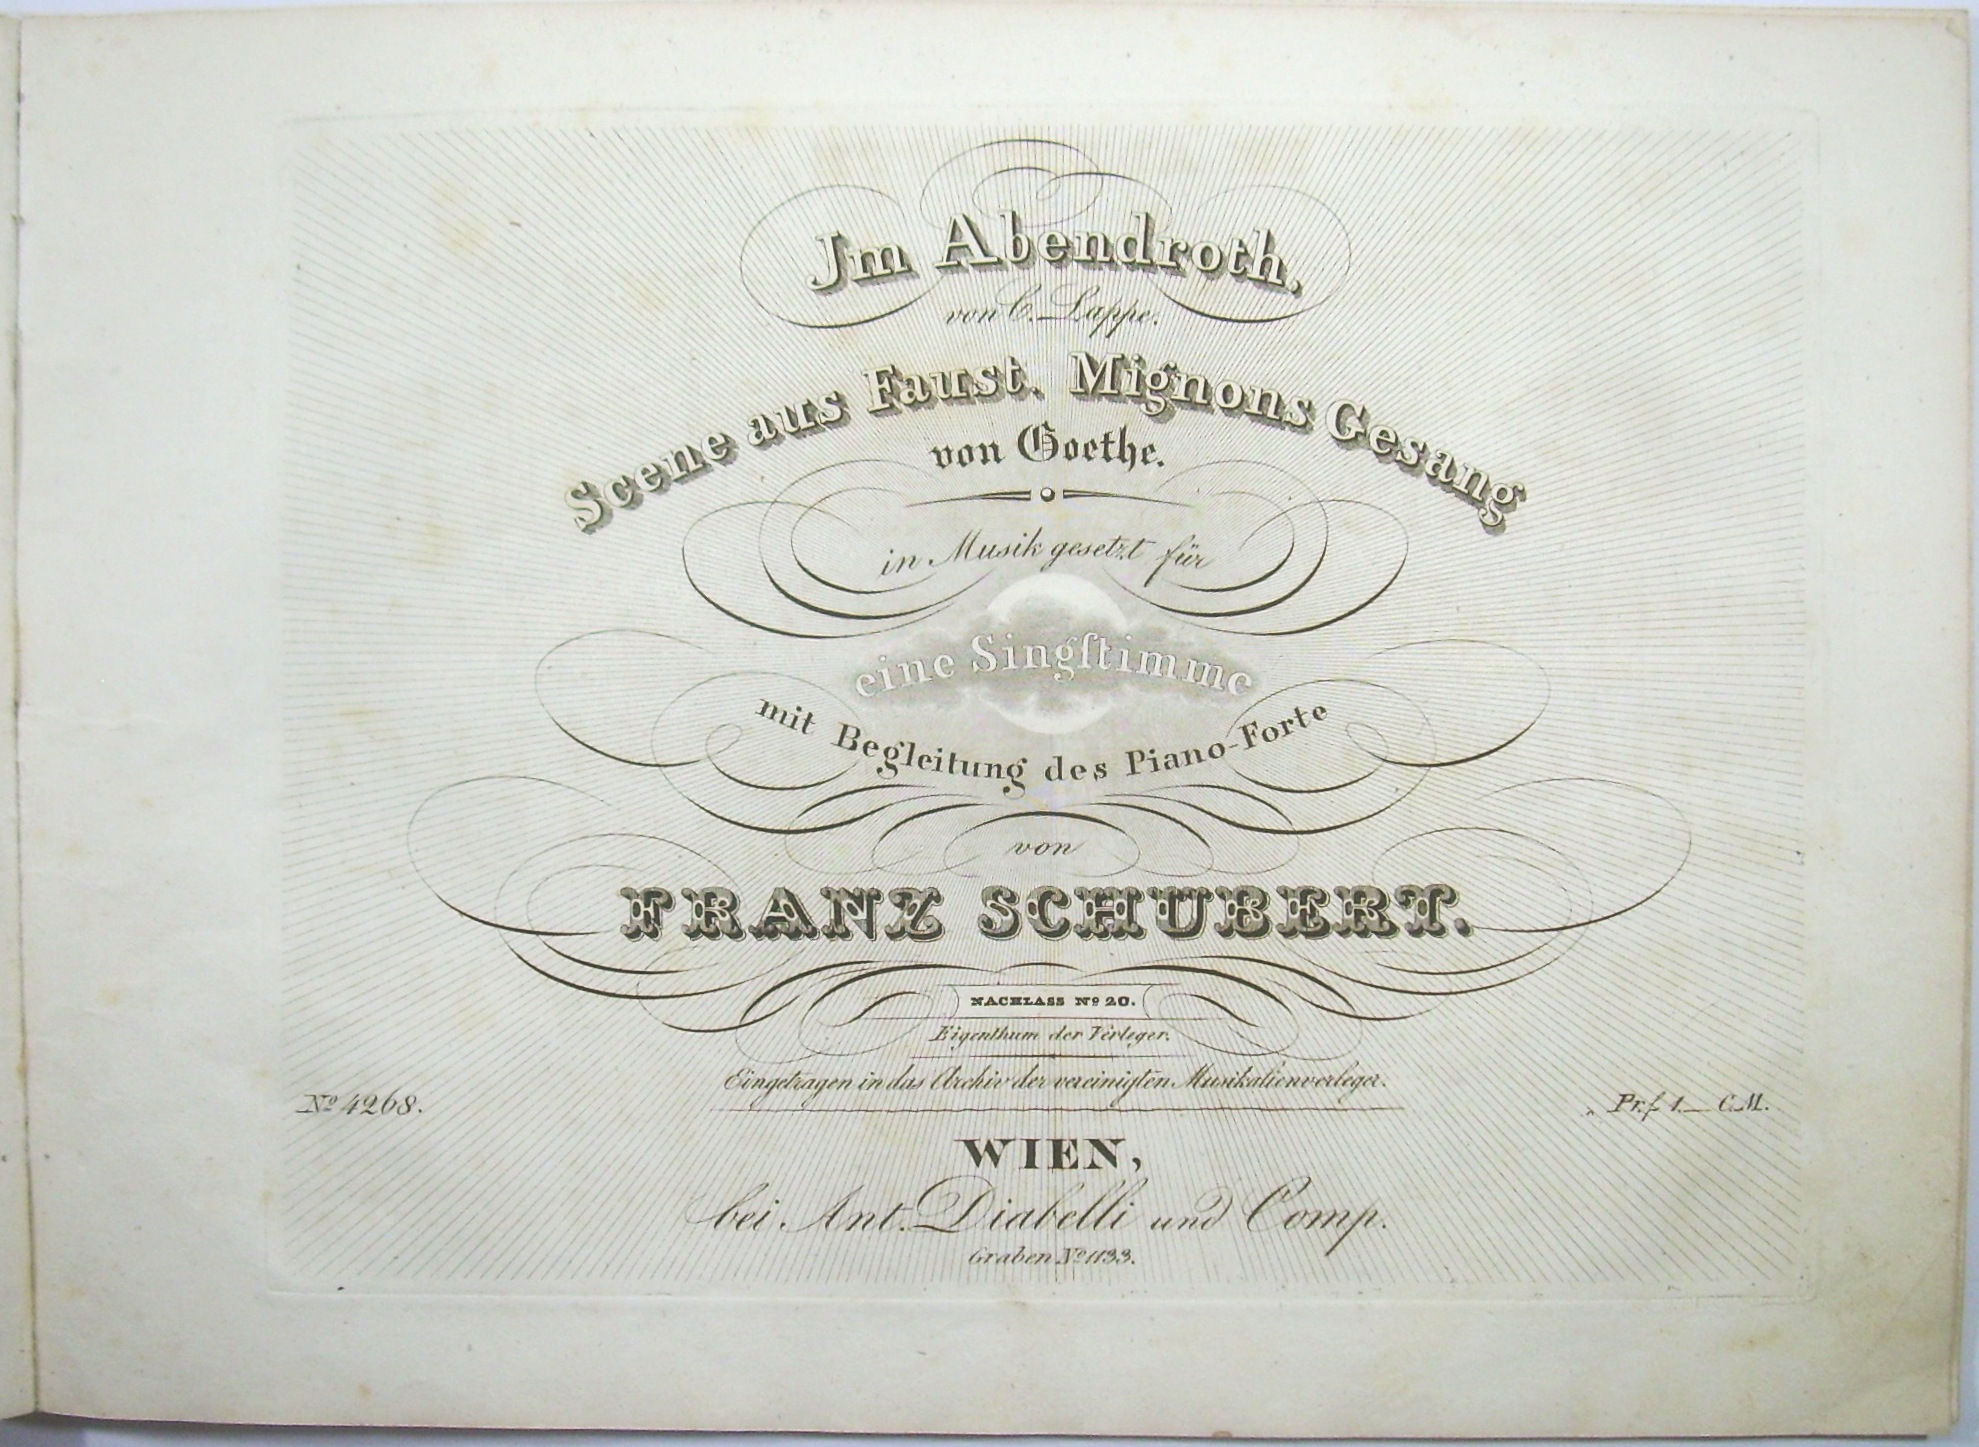 Jm Abendroth.
von C. Lappe.
Scene aus Faust. Mignons Gesang
von Goethe.
in Musik gesetzt für
eine Singſtimme
mit Begleitung des Piano-Forte
von
FRANZ SCHUBERT.
NACHLASS Nº 20.
Eigenthum der Verleger.
Eingetragen in das Archiv der vereinigten Musikalienverleger.
Nº 4268.
Pr. f 1._ C.M.
WIEN,
bei Ant. Diabelli und Comp.
Graben Nº 1133.